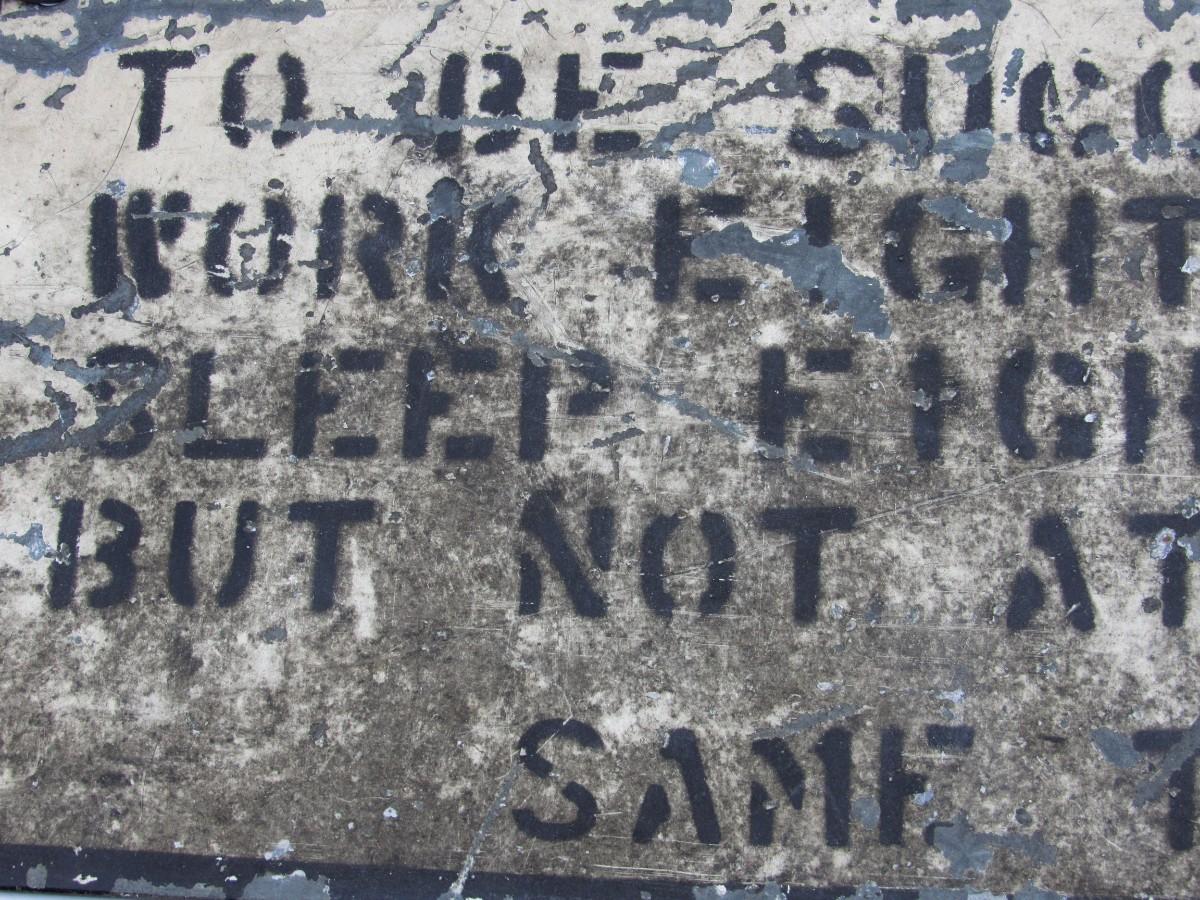 TO BE SUCC
WORK EIGHT
SLEEP EIGH
BUT NOT AT
SAME T